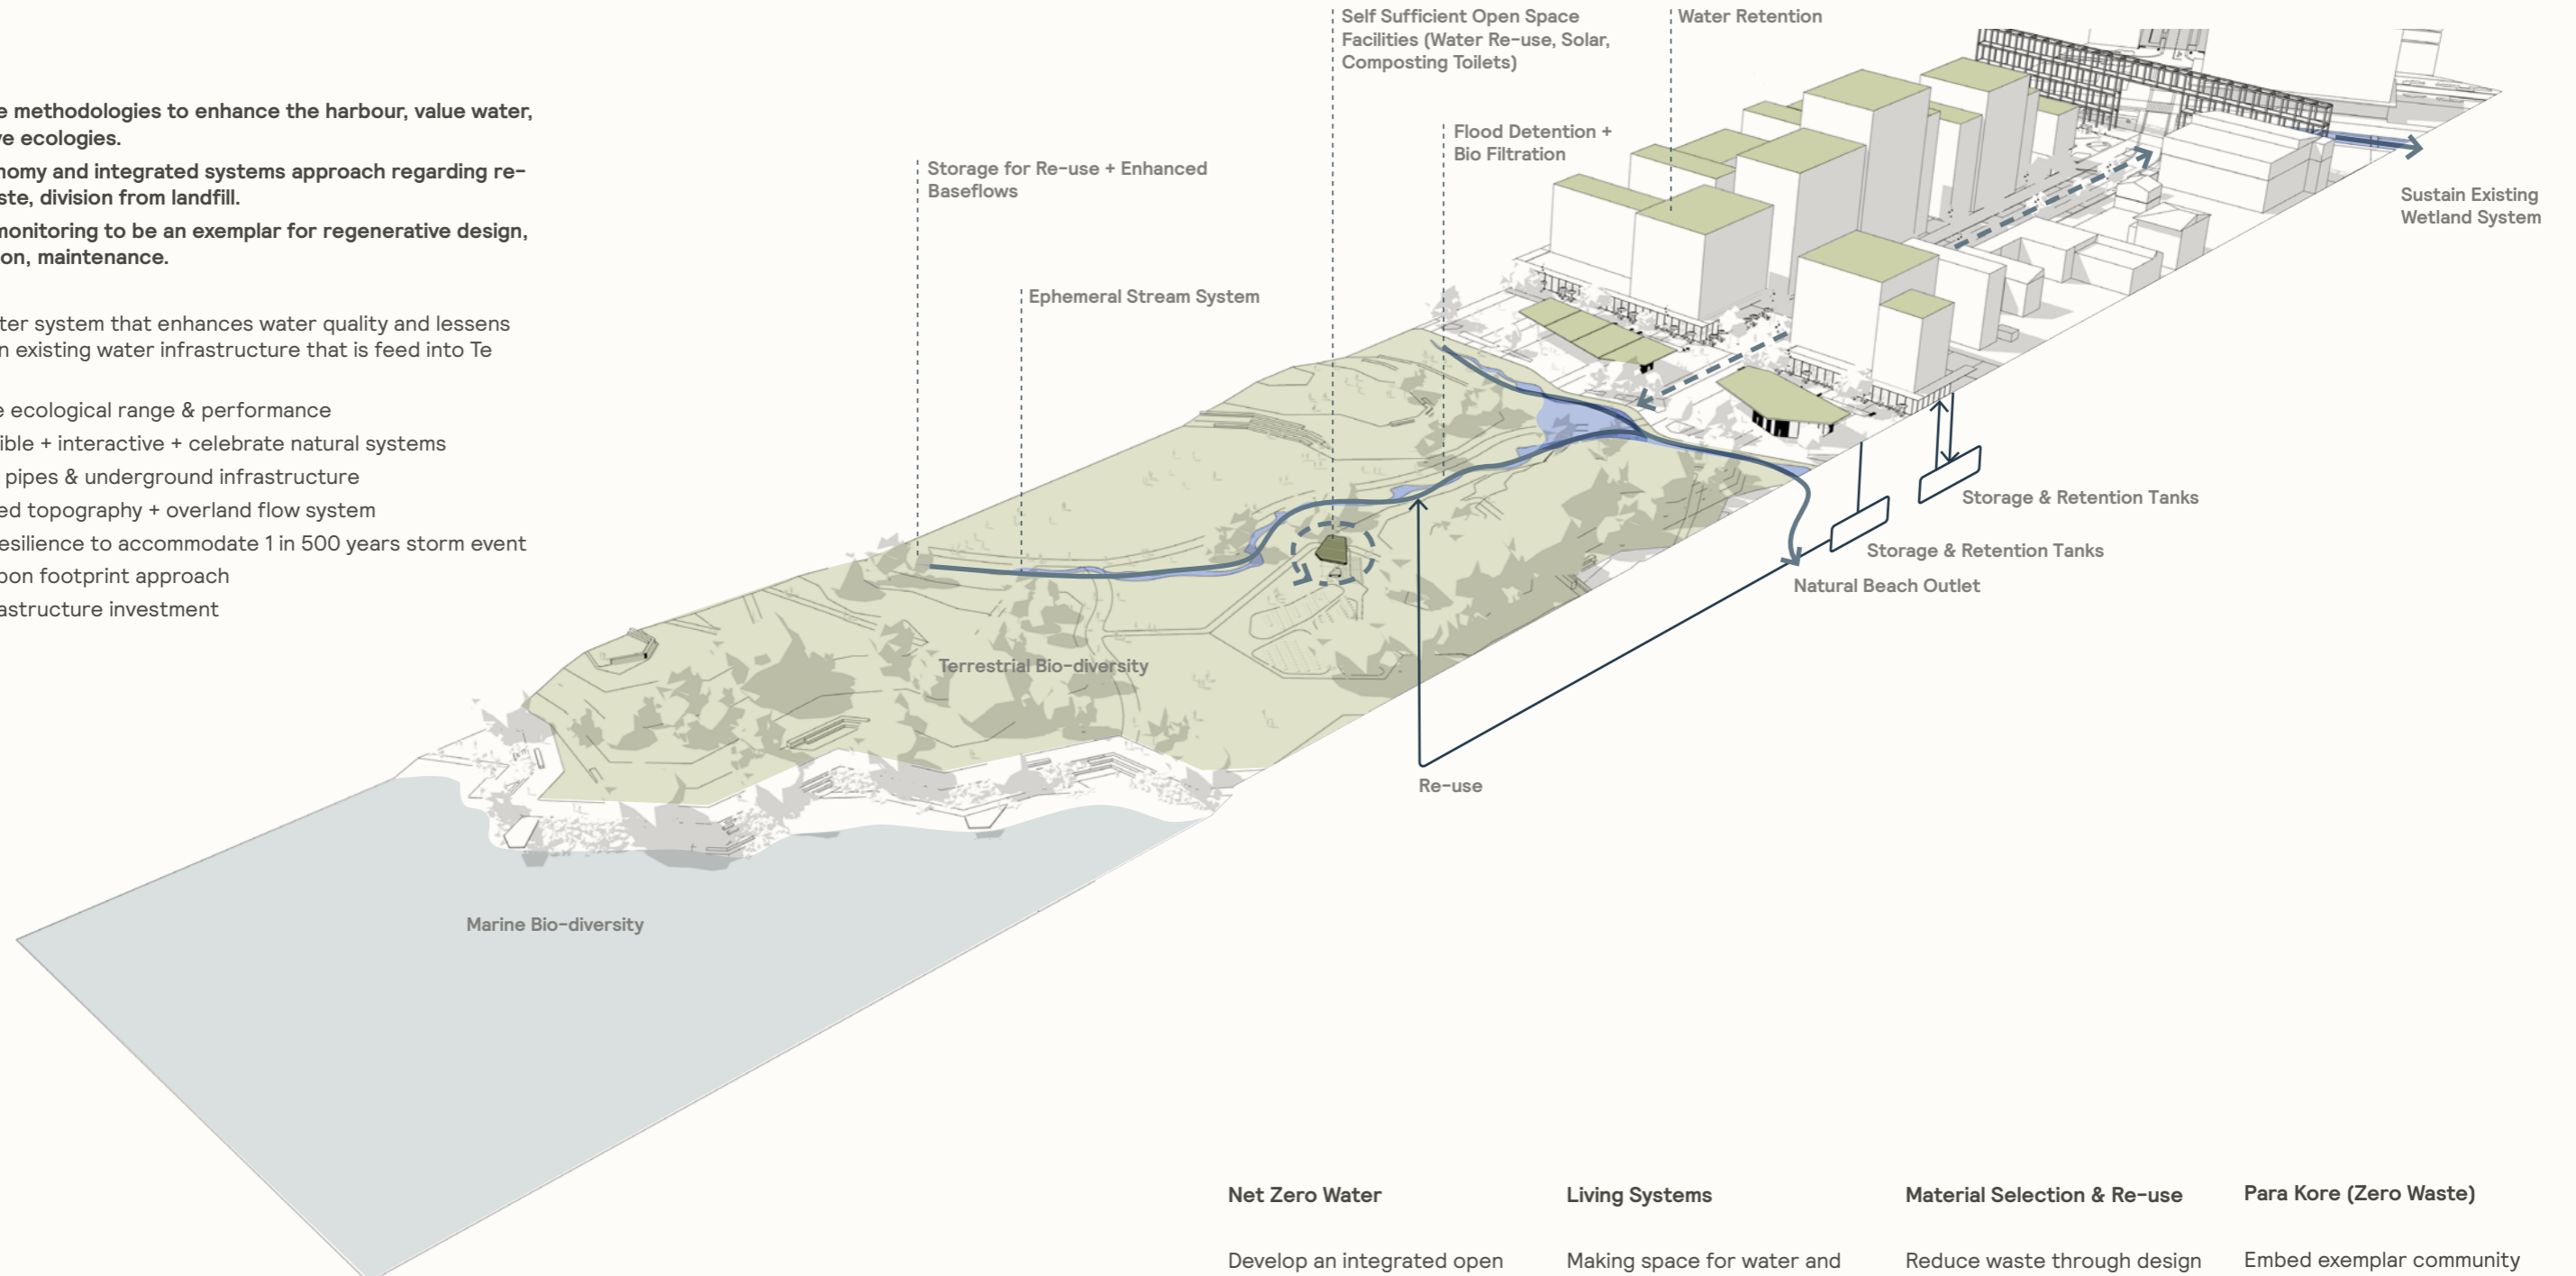 e methodologies to enhance the harbour, value water,
ve ecologies.
nomy and integrated systems approach regarding re-
ste, division from landfill.
monitoring to be an exemplar for regenerative design,
on, maintenance.
ter system that enhances water quality and lessens
n existing water infrastructure that is feed into Te
e ecological range & performance
ible + interactive + celebrate natural systems
pipes & underground infrastructure
ed topography + overland flow system
esilience to accommodate 1 in 500 years storm event
bon footprint approach
astructure investment
Self Sufficient Open Space
Facilities (Water Re-use, Solar,
Composting Toilets)
Water Retention
Flood Detention +
Bio Filtration
Storage for Re-use + Enhanced
Baseflows
Ephemeral Stream System
Sustain Existing
Wetland System
Storage & Retention Tanks
Storage & Retention Tanks
Natural Beach Outlet
Terrestrial Bio-diversity
Re-use
Marine Bio-diversity
Net Zero Water
Develop an integrated open
Living Systems
Making space for water and
Material Selection & Re-use
Reduce waste through design
Para Kore (Zero Waste)
Embed exemplar community